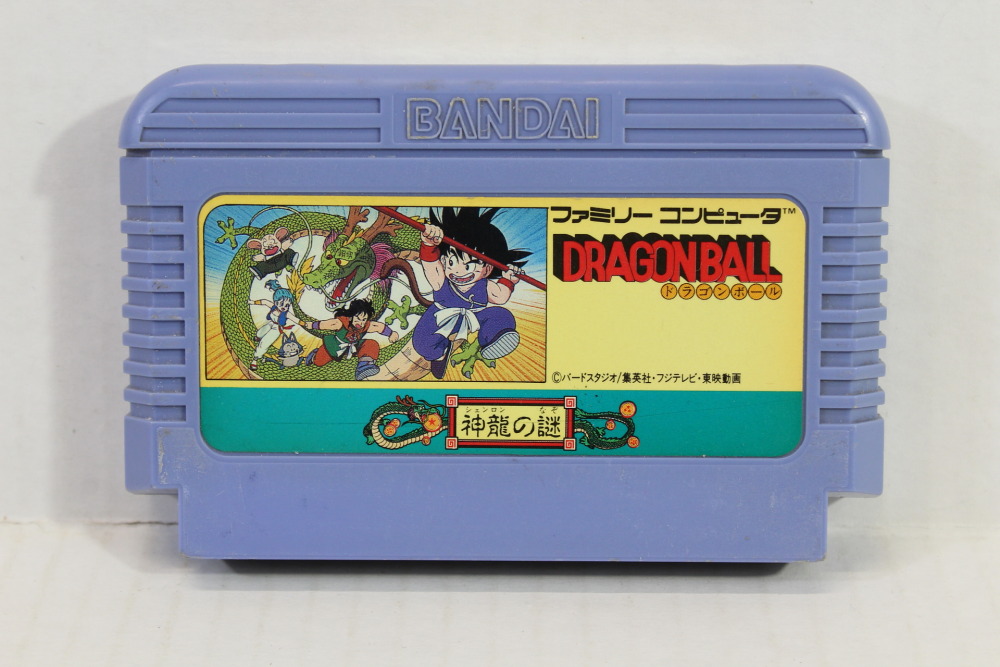 BANDAI
ファミリー コンピュータ™
DRAGONBALL
ドラゴンボール
©バードスタジオ/集英社・フジテレビ・東映動画
シェンロン なぞ
神龍の謎